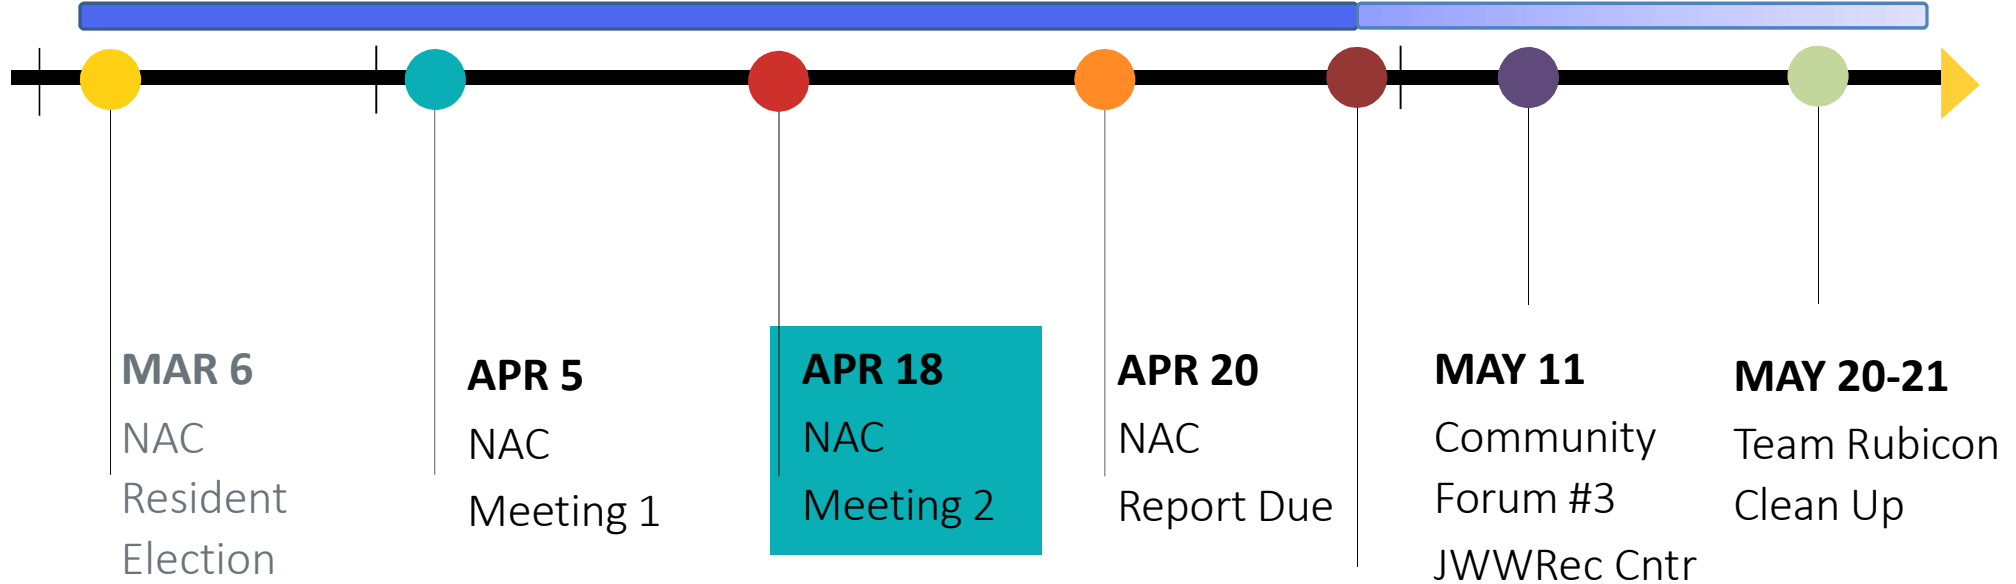 MAR 6
NAC
Resident
Election
APR 5
NAC
Meeting 1
APR 18
NAC
Meeting 2
APR 20
NAC
Report Due
MAY 11
Community
Forum #3
JWWRec Cntr
MAY 20-21
Team Rubicon
Clean Up